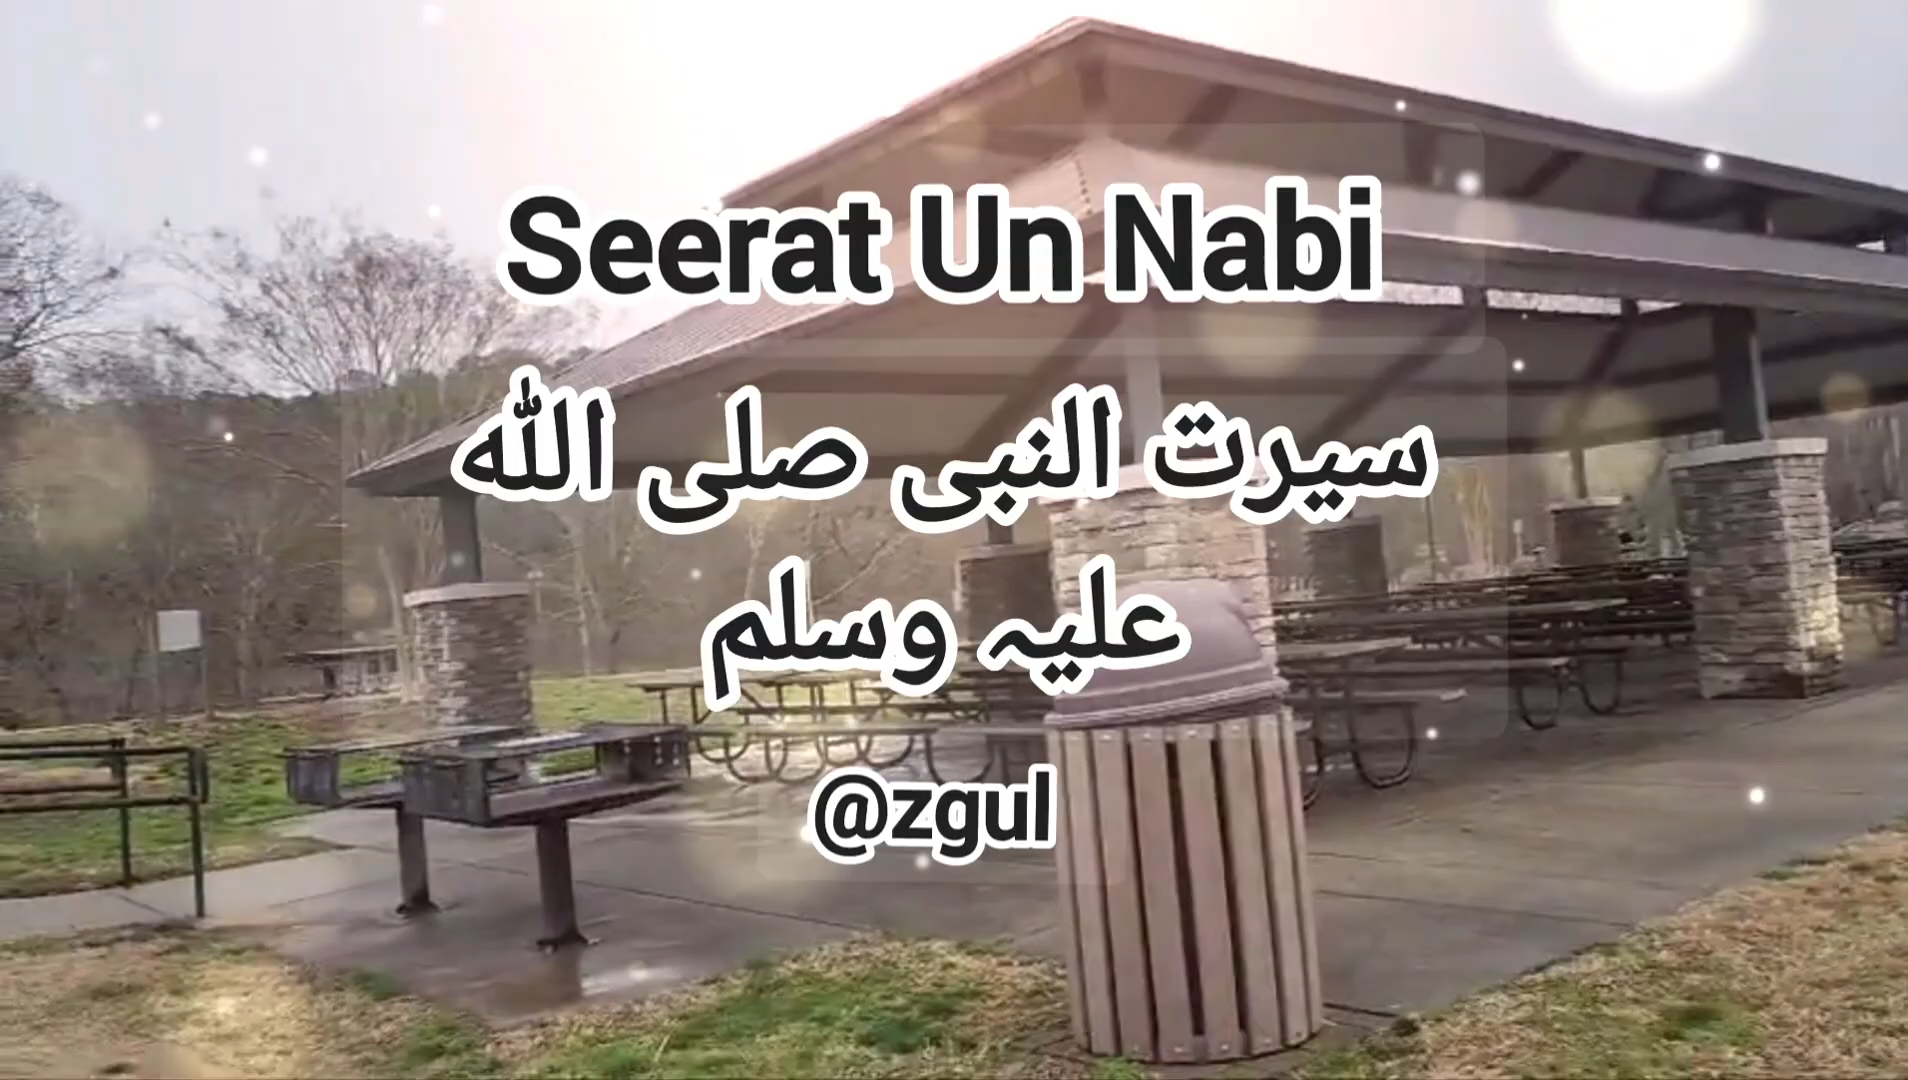 Seerat Un Nabi
سیرت النبی صلی اللہ
علیہ وسلم
@zgul